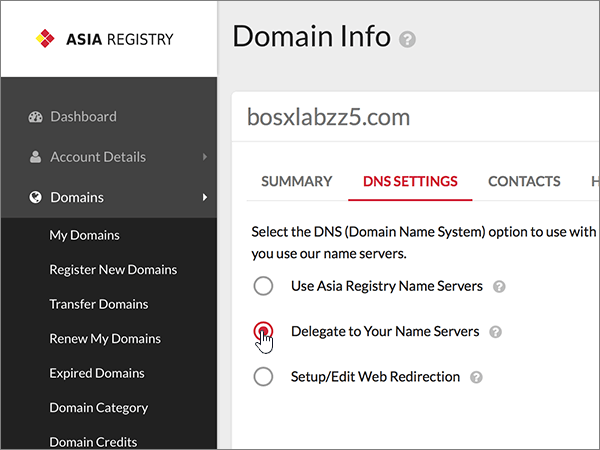 ASIA REGISTRY
Domain Info ?
Dashboard
Account Details
Domains
My Domains
Register New Domains
Transfer Domains
Renew My Domains
Expired Domains
Domain Category
Domain Credits
bosxlabzz5.com
SUMMARY DNS SETTINGS CONTACTS H
Select the DNS (Domain Name System) option to use with
you use our name servers.
Use Asia Registry Name Servers ?
Delegate to Your Name Servers ?
Setup/Edit Web Redirection ?